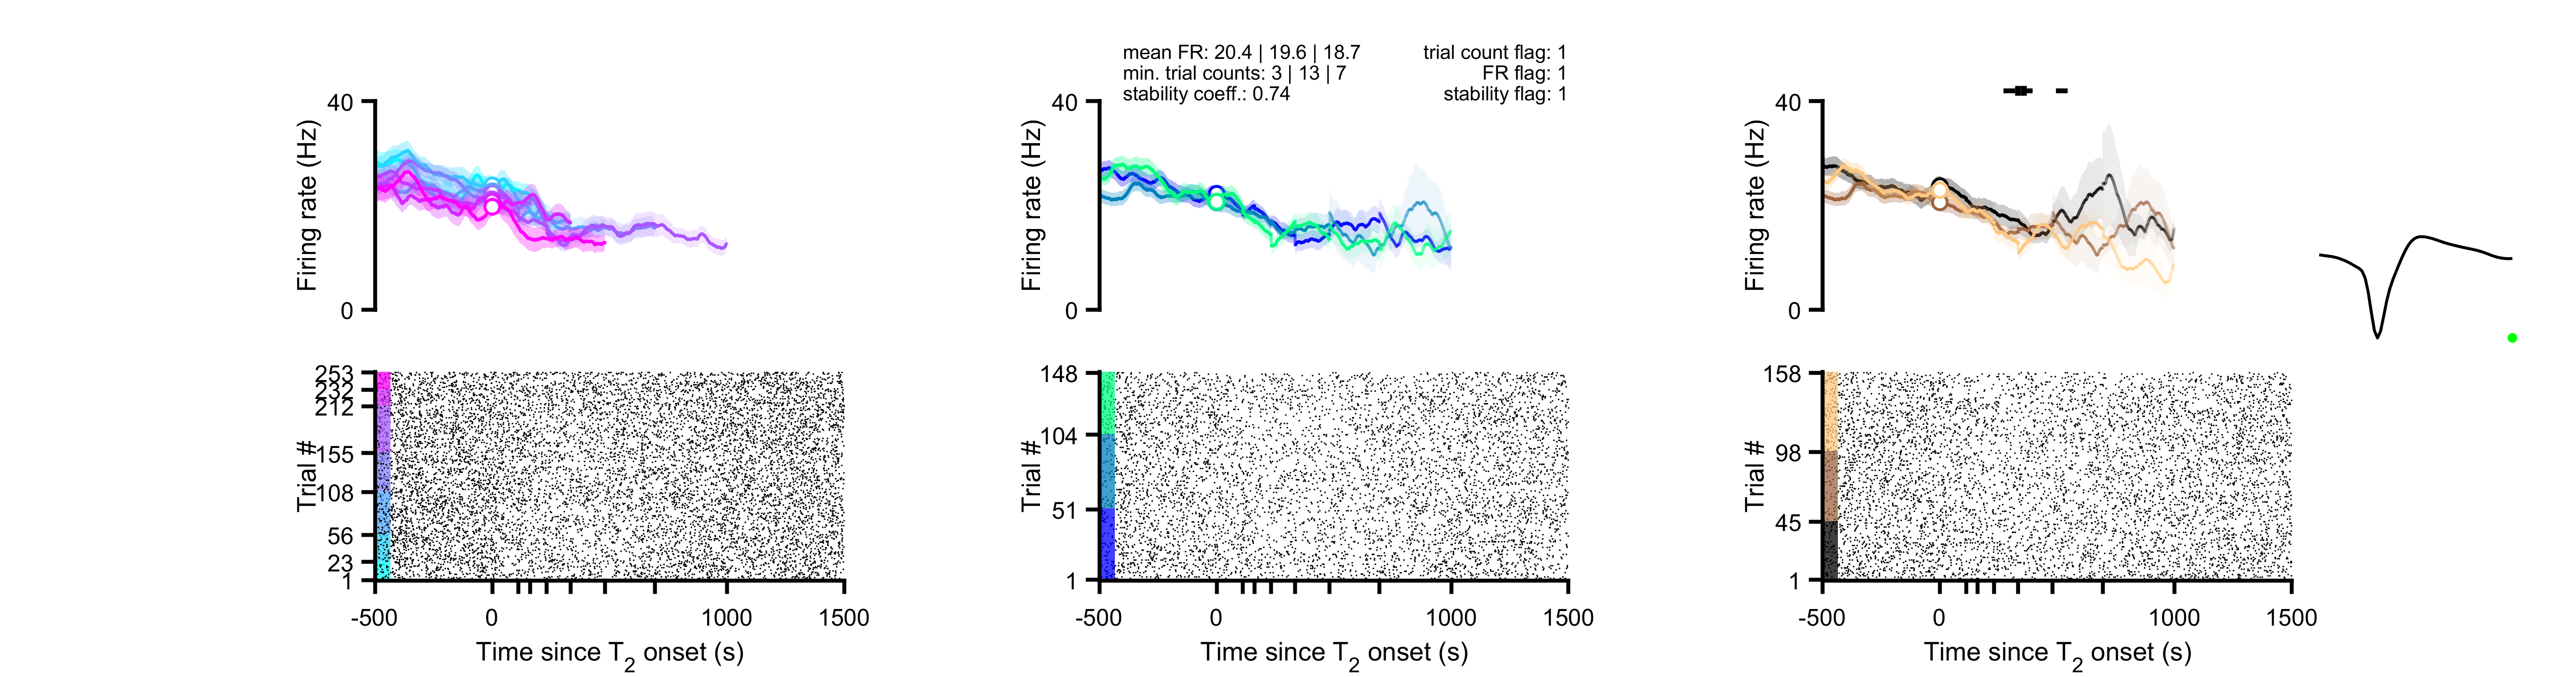 mean FR: 20.4 | 19.6 | 18.7
min. trial counts: 3 | 13 | 7
stability coeff.: 0.74
trial count flag: 1
FR flag: 1
stability flag: 1
40
Firing rate (Hz)
0
253
232
212
155
108
56
23
1
Trial #
-500 0 1000 1500
Time since T2 onset (s)
40
Firing rate (Hz)
0
148
104
51
1
Trial #
-500 0 1000 1500
Time since T2 onset (s)
40
Firing rate (Hz)
0
158
98
45
1
Trial #
-500 0 1000 1500
Time since T2 onset (s)